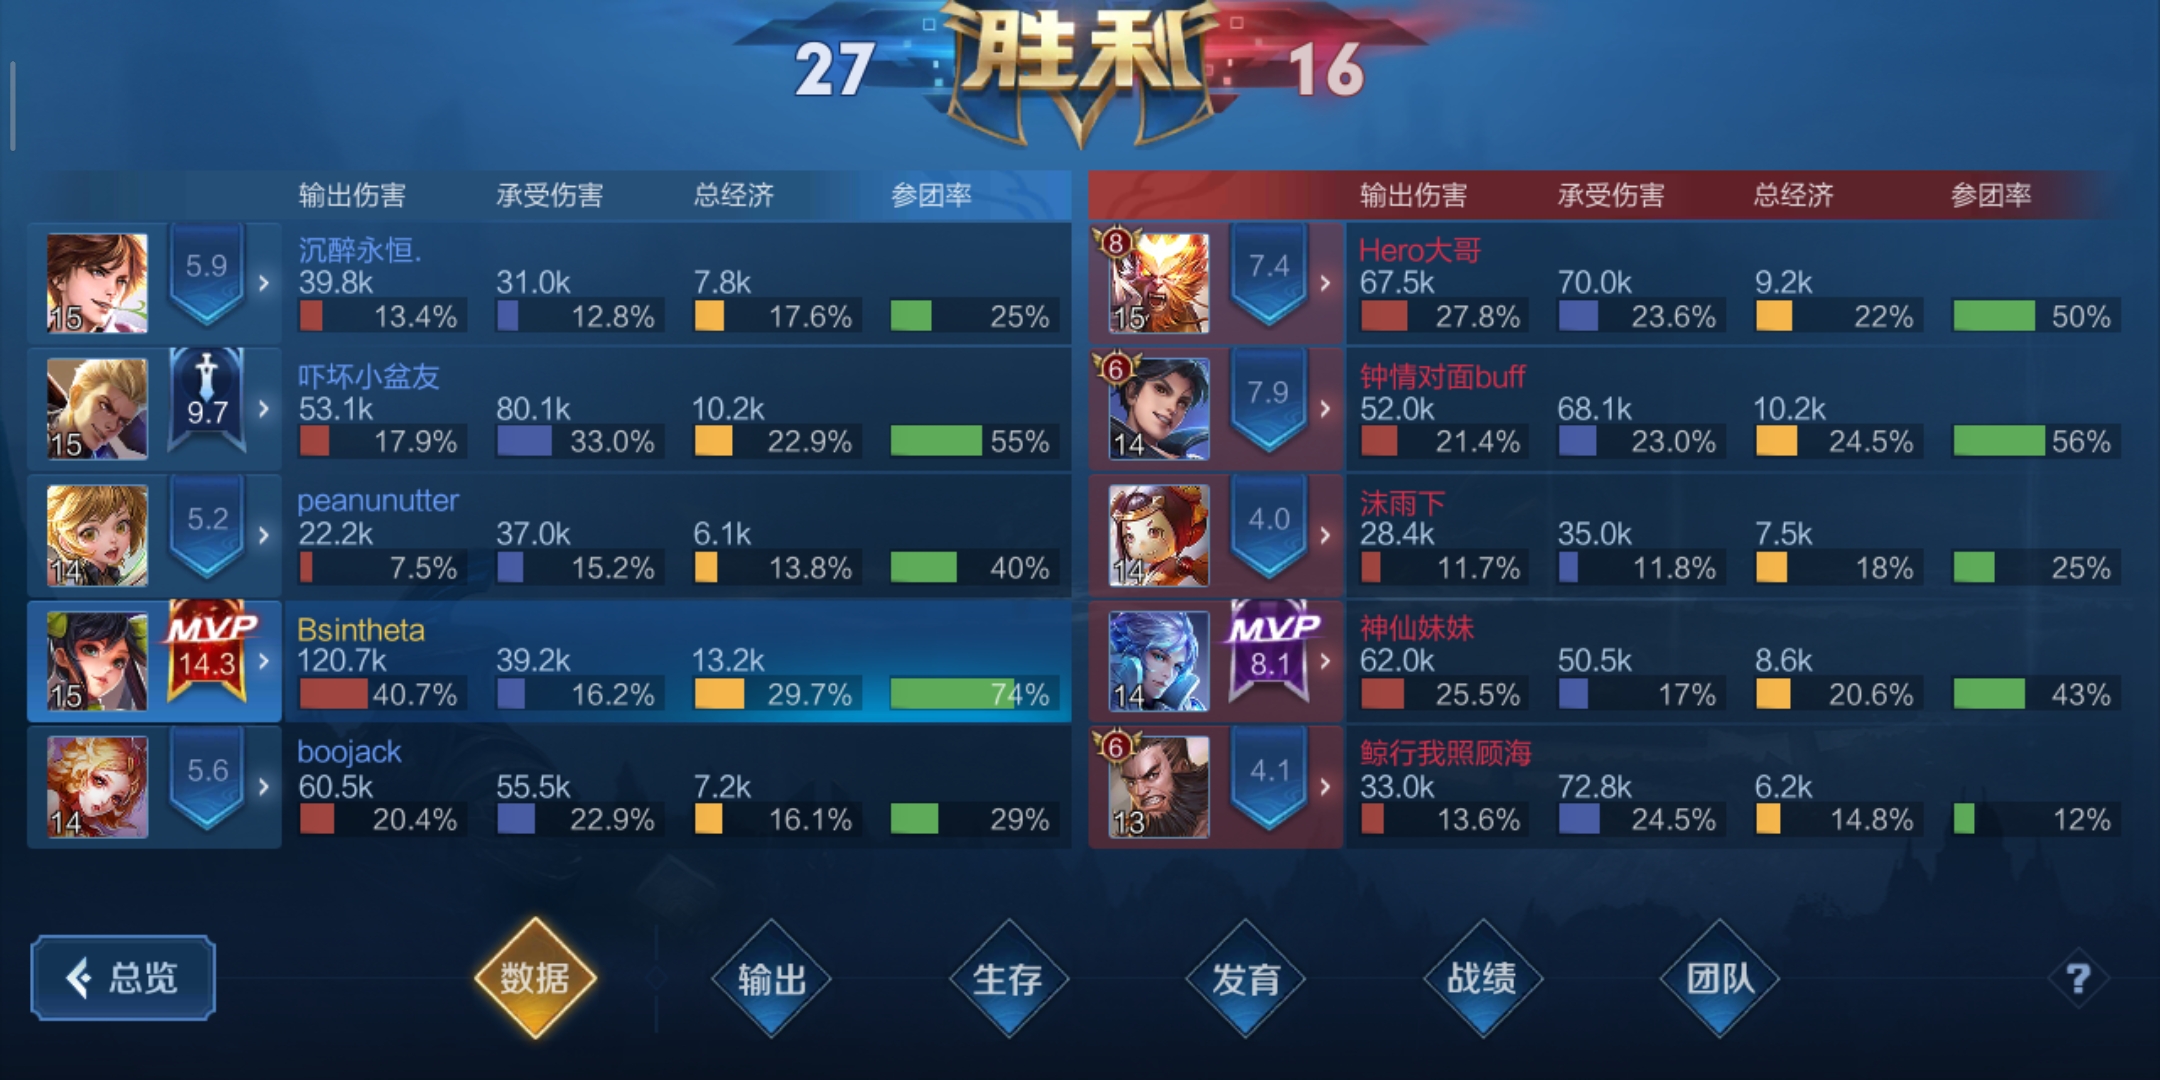 27 胜利 16
输出伤害 承受伤害 总经济 参团率 输出伤害 承受伤害 总经济 参团率
沉醉永恒.
15 5.9 39.8k 31.0k 7.8k
13.4% 12.8% 17.6% 25%
8 Hero大哥
15 7.4 67.5k 70.0k 9.2k
27.8% 23.6% 22% 50%
吓坏小盆友
15 9.7 53.1k 80.1k 10.2k
17.9% 33.0% 22.9% 55%
6 钟情对面buff
14 7.9 52.0k 68.1k 10.2k
21.4% 23.0% 24.5% 56%
peanunutter
14 5.2 22.2k 37.0k 6.1k
7.5% 15.2% 13.8% 40%
沫雨下
14 4.0 28.4k 35.0k 7.5k
11.7% 11.8% 18% 25%
MVP Bsintheta
15 14.3 120.7k 39.2k 13.2k
40.7% 16.2% 29.7% 74%
MVP 神仙妹妹
14 8.1 62.0k 50.5k 8.6k
25.5% 17% 20.6% 43%
boojack
14 5.6 60.5k 55.5k 7.2k
20.4% 22.9% 16.1% 29%
6 鲸行我照顾海
13 4.1 33.0k 72.8k 6.2k
13.6% 24.5% 14.8% 12%
总览 数据 输出 生存 发育 战绩 团队 ?